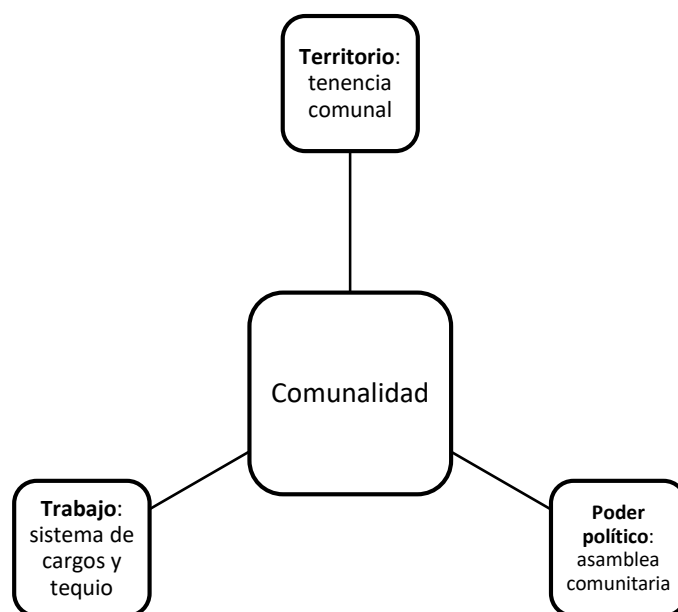 Territorio:
tenencia
comunal
Comunalidad
Trabajo:
sistema de
cargos y
tequio
Poder
político:
asamblea
comunitaria